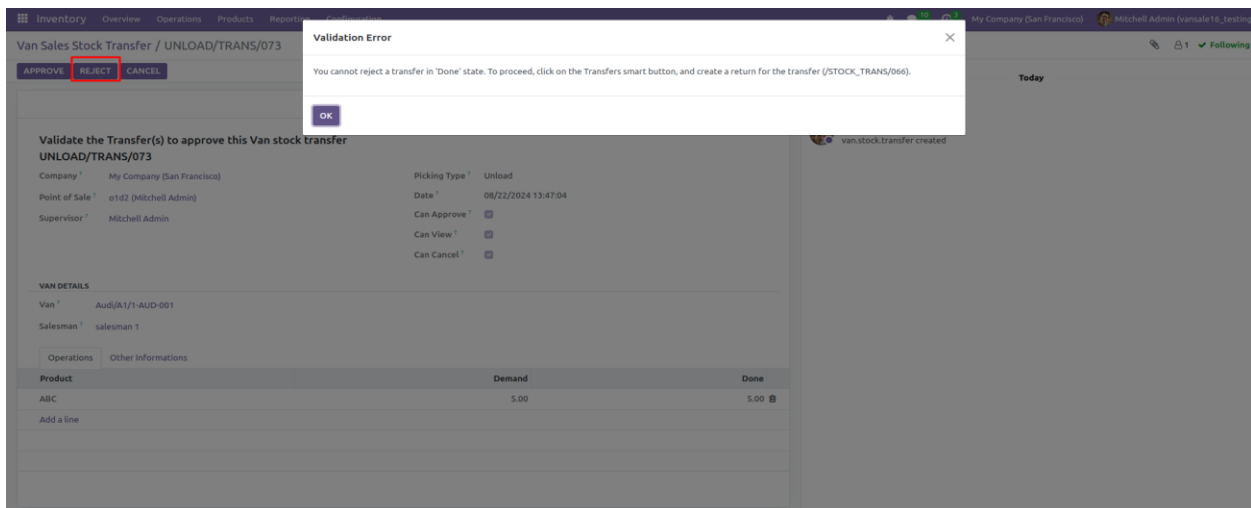 Inventory Overview Operations Products Reporting Configuration 10 3 My Company (San Francisco) Mitchell Admin (vansale16_testing
Van Sales Stock Transfer / UNLOAD/TRANS/073
1 Following
APPROVE REJECT CANCEL
Validation Error
You cannot reject a transfer in 'Done' state. To proceed, click on the Transfers smart button, and create a return for the transfer (/STOCK_TRANS/066).
OK
Today
van.stock.transfer created
Validate the Transfer(s) to approve this Van stock transfer
UNLOAD/TRANS/073
Company ? My Company (San Francisco)
Picking Type ? Unload
Point of Sale ? o1d2 (Mitchell Admin)
Date ? 08/22/2024 13:47:04
Supervisor ? Mitchell Admin
Can Approve ?
Can View ?
Can Cancel ?
VAN DETAILS
Van ? Audi/A1/1-AUD-001
Salesman ? salesman 1
Operations Other Informations
Product Demand Done
ABC 5.00 5.00
Add a line